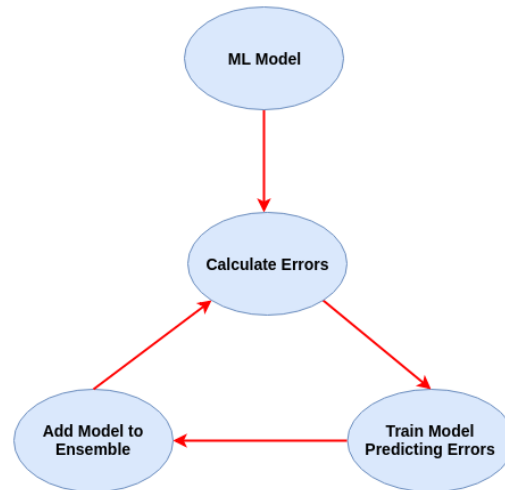 ML Model
Calculate Errors
Add Model to
Ensemble
Train Model
Predicting Errors